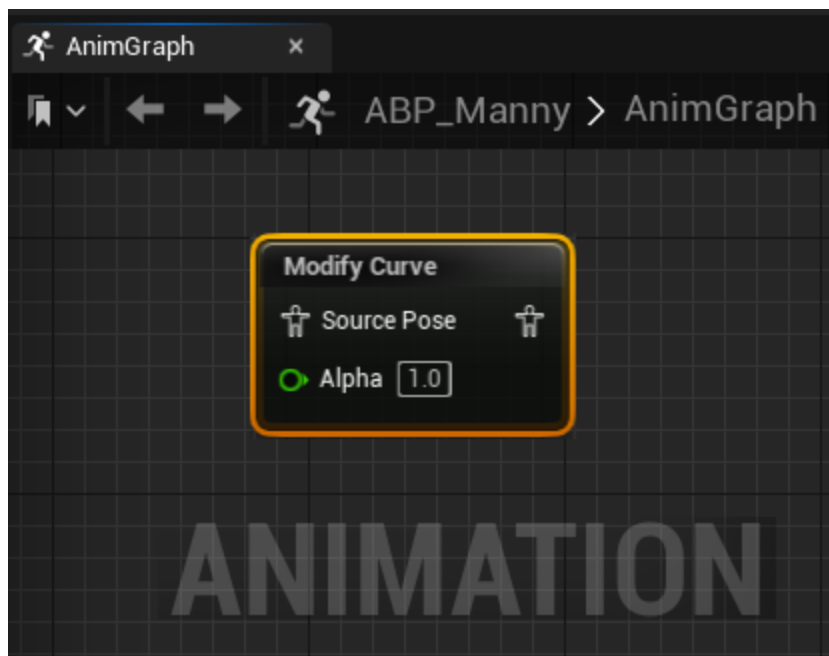 AnimGraph ×
ABP_Manny > AnimGraph
Modify Curve
Source Pose
Alpha 1.0
ANIMATION